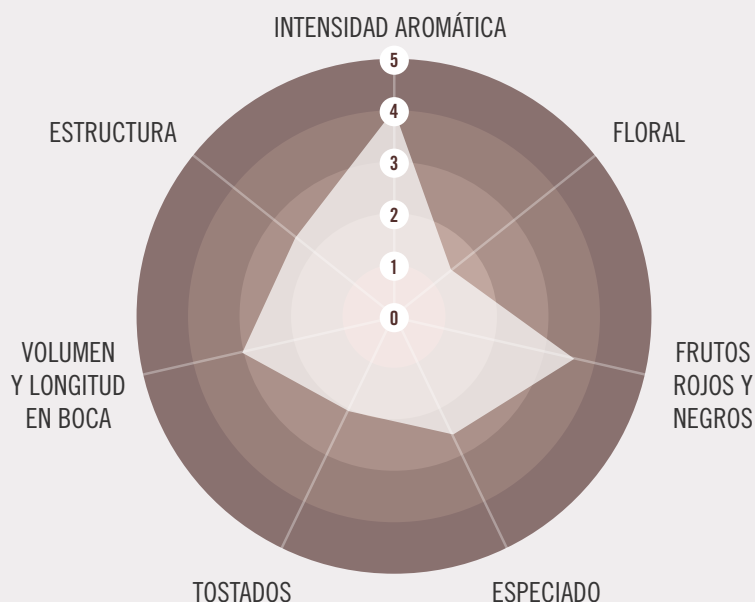 INTENSIDAD AROMÁTICA
5
4
3
2
1
0
ESTRUCTURA
FLORAL
VOLUMEN
Y LONGITUD
EN BOCA
FRUTOS
ROJOS Y
NEGROS
TOSTADOS
ESPECIADO